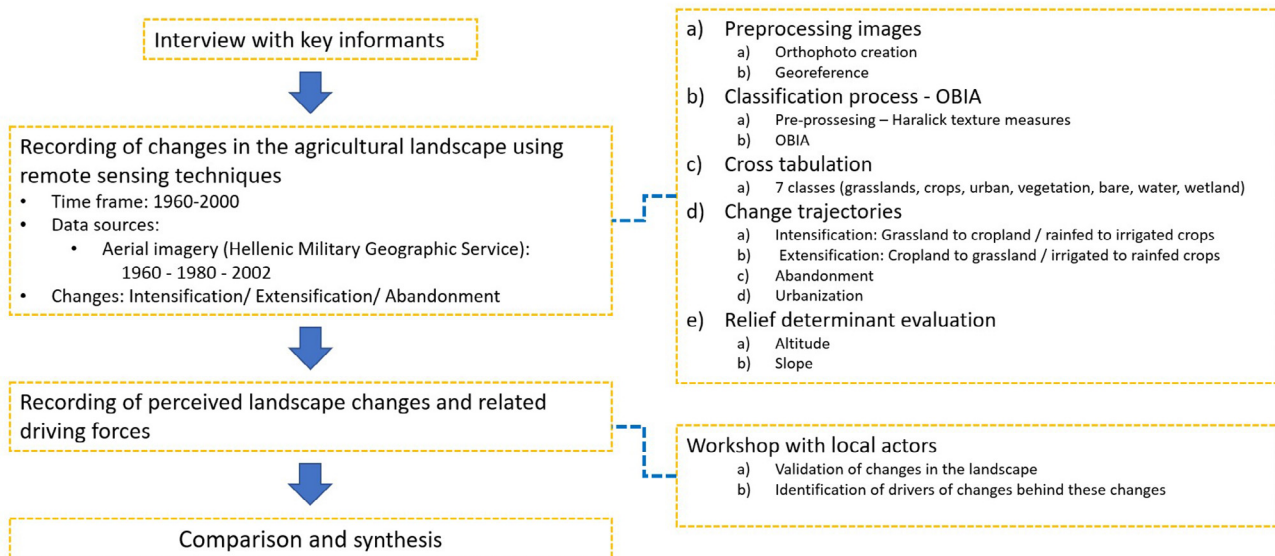 Interview with key informants
Recording of changes in the agricultural landscape using
remote sensing techniques
• Time frame: 1960-2000
• Data sources:
• Aerial imagery (Hellenic Military Geographic Service):
1960 - 1980 - 2002
• Changes: Intensification/ Extensification/ Abandonment
Recording of perceived landscape changes and related
driving forces
Comparison and synthesis
a) Preprocessing images
a) Orthophoto creation
b) Georeference
b) Classification process - OBIA
a) Pre-prossesing – Haralick texture measures
b) OBIA
c) Cross tabulation
a) 7 classes (grasslands, crops, urban, vegetation, bare, water, wetland)
d) Change trajectories
a) Intensification: Grassland to cropland / rainfed to irrigated crops
b) Extensification: Cropland to grassland / irrigated to rainfed crops
c) Abandonment
d) Urbanization
e) Relief determinant evaluation
a) Altitude
b) Slope
Workshop with local actors
a) Validation of changes in the landscape
b) Identification of drivers of changes behind these changes